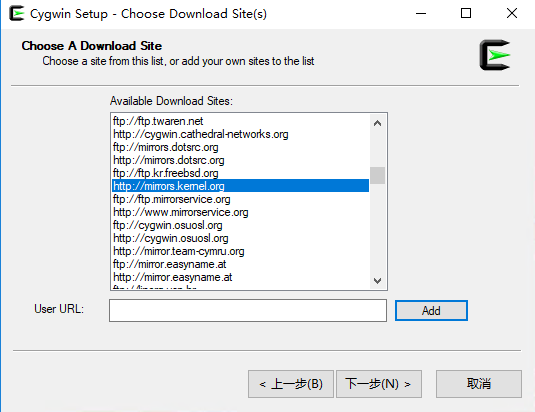 Cygwin Setup - Choose Download Site(s)
Choose A Download Site
Choose a site from this list, or add your own sites to the list
Available Download Sites:
ftp://ftp.twaren.net
http://cygwin.cathedral-networks.org
ftp://mirrors.dotsrc.org
http://mirrors.dotsrc.org
ftp://ftp.kr.freebsd.org
http://mirrors.kernel.org
ftp://ftp.mirrorservice.org
http://www.mirrorservice.org
ftp://cygwin.osuosl.org
http://cygwin.osuosl.org
http://mirror.team-cymru.org
ftp://mirror.easyname.at
http://mirror.easyname.at
User URL:
Add
< 上一步(B)
下一步(N) >
取消